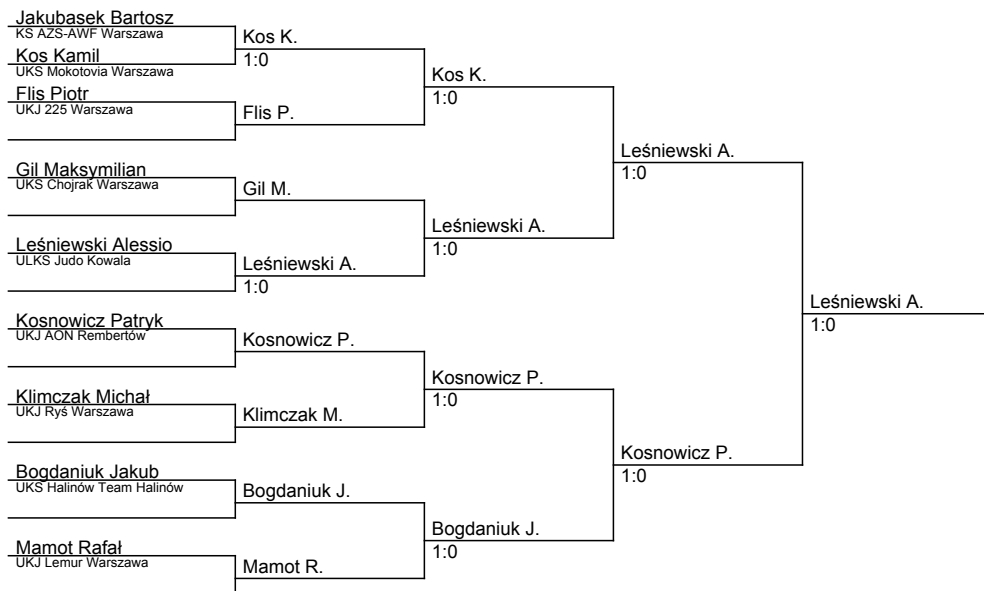 Jakubasek Bartosz
KS AZS-AWF Warszawa
Kos Kamil
UKS Mokotovia Warszawa
Flis Piotr
UKJ 225 Warszawa
Gil Maksymilian
UKS Chojrak Warszawa
Leśniewski Alessio
ULKS Judo Kowala
Kosnowicz Patryk
UKJ AON Rembertów
Klimczak Michał
UKJ Ryś Warszawa
Bogdaniuk Jakub
UKS Halinów Team Halinów
Mamot Rafał
UKJ Lemur Warszawa
Kos K.
1:0
Flis P.
Gil M.
Leśniewski A.
1:0
Kosnowicz P.
Klimczak M.
Bogdaniuk J.
Mamot R.
Kos K.
1:0
Leśniewski A.
1:0
Kosnowicz P.
1:0
Bogdaniuk J.
1:0
Leśniewski A.
1:0
Kosnowicz P.
1:0
Leśniewski A.
1:0